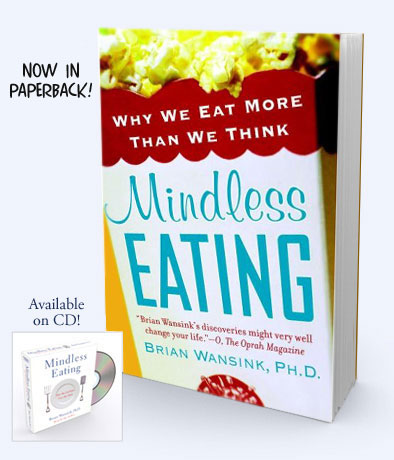 NOW IN
PAPERBACK!
WHY WE EAT MORE
THAN WE THINK
Mindless
EATING
"Brian Wansink's discoveries might very well
change your life."—O, The Oprah Magazine
BRIAN WANSINK, PH.D.
Available
on CD!
Mindless
Eating